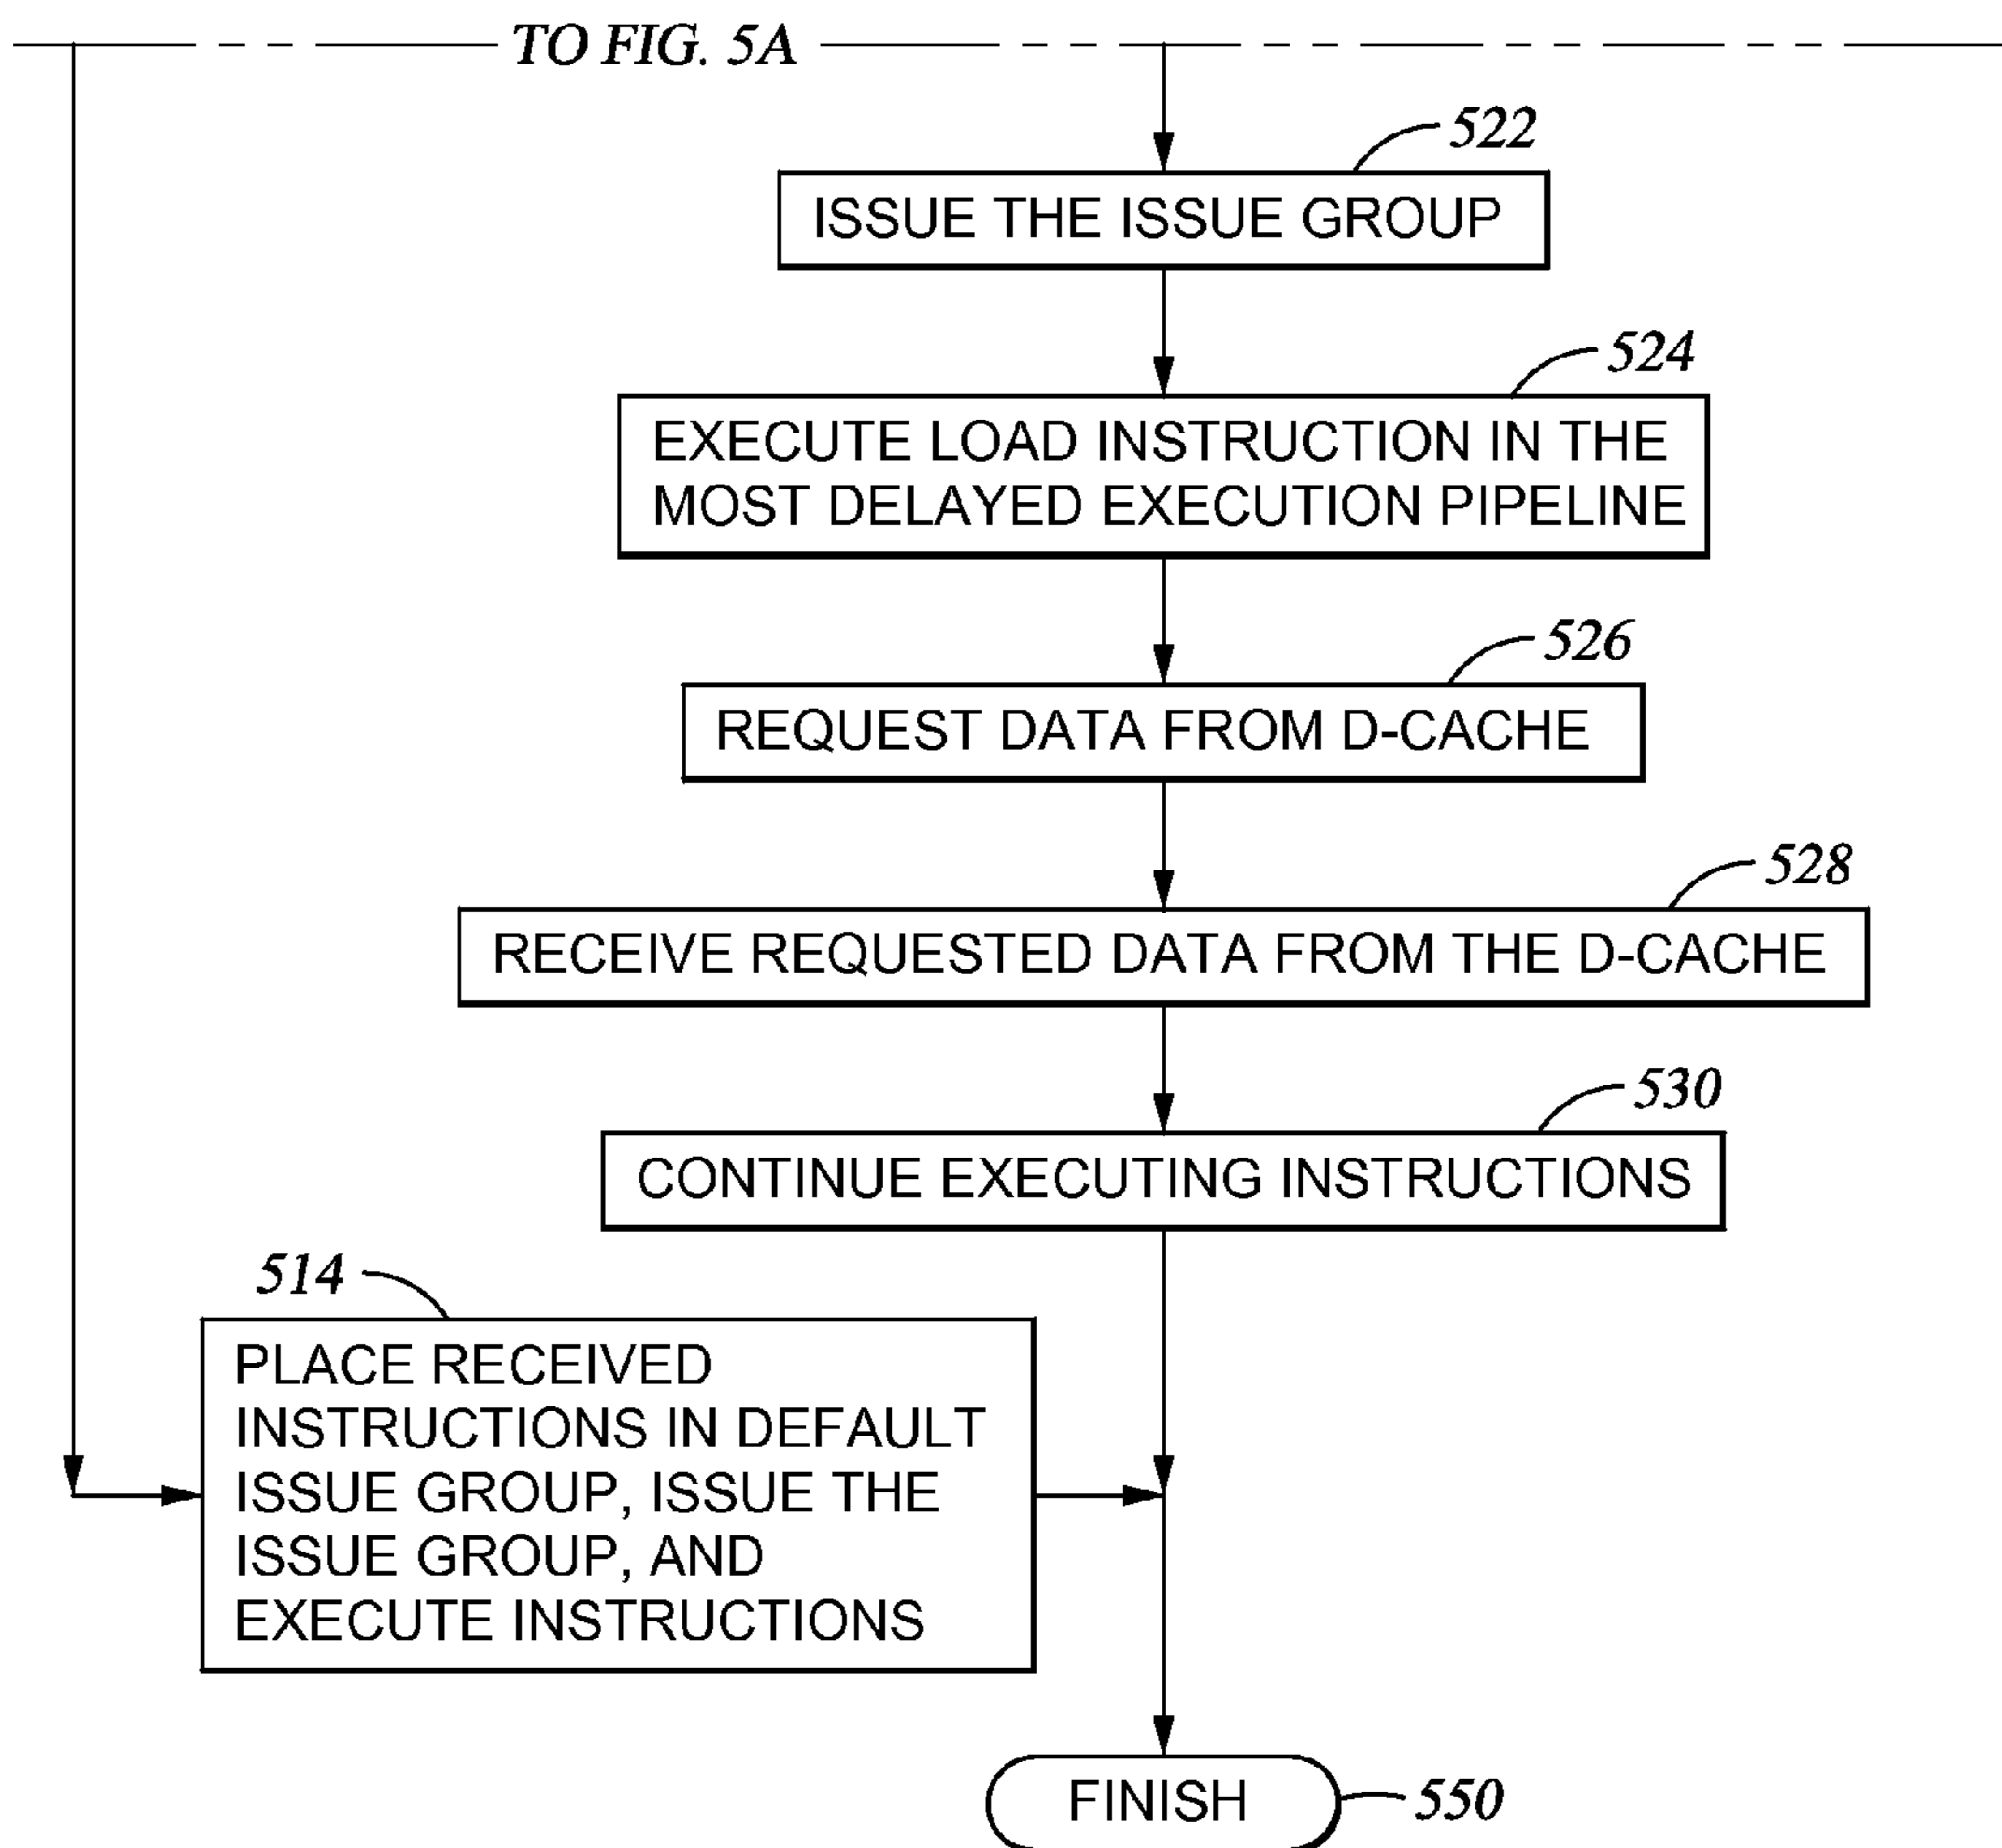 TO FIG. 5A
522
ISSUE THE ISSUE GROUP
524
EXECUTE LOAD INSTRUCTION IN THE
MOST DELAYED EXECUTION PIPELINE
526
REQUEST DATA FROM D-CACHE
528
RECEIVE REQUESTED DATA FROM THE D-CACHE
530
CONTINUE EXECUTING INSTRUCTIONS
514
PLACE RECEIVED
INSTRUCTIONS IN DEFAULT
ISSUE GROUP, ISSUE THE
ISSUE GROUP, AND
EXECUTE INSTRUCTIONS
FINISH
550